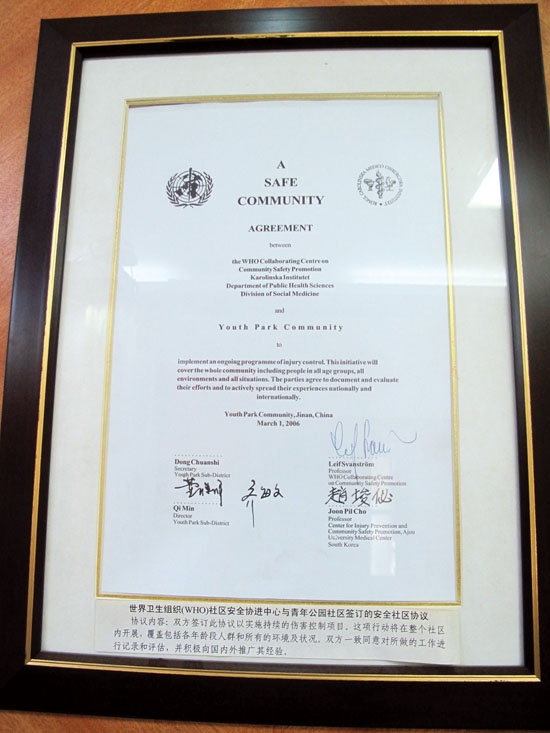 A
SAFE
COMMUNITY
AGREEMENT
between
the WHO Collaborating Centre on
Community Safety Promotion
Karolinska Institutet
Department of Public Health Sciences
Division of Social Medicine
and
Youth Park Community
to
implement an ongoing programme of injury control. This initiative will
cover the whole community including people in all age groups, all
environments and all situations. The parties agree to document and evaluate
their efforts and to actively spread their experiences nationally and
internationally.
Youth Park Community, Jinan, China
March 1, 2006
Dong Chuanshi
Secretary
Youth Park Sub-District
Qi Min
Director
Youth Park Sub-District
Leif Svanström
Professor
WHO Collaborating Centre
on Community Safety Promotion
Joon Pil Cho
Professor
Center for Injury Prevention and
Community Safety Promotion, Ajou
University Medical Center
South Korea
世界卫生组织(WHO)社区安全协进中心与青年公园社区签订的安全社区协议
协议内容：双方签订此协议以实施持续的伤害控制项目。这项行动将在整个社区
内开展，覆盖包括各年龄段人群和所有的环境及状况。双方一致同意对所做的工作进
行记录和评估，并积极向国内外推广其经验。